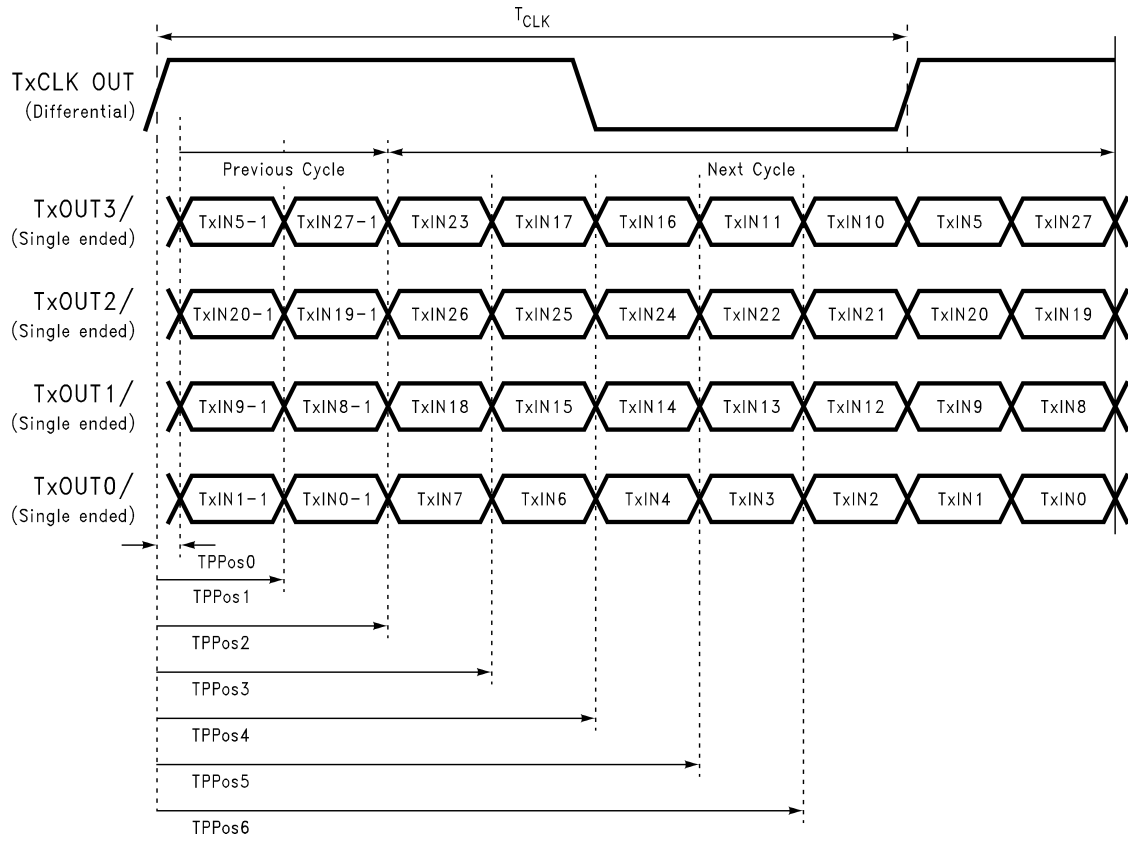 TCLK
TxCLK OUT
(Differential)
Previous Cycle
Next Cycle
TxOUT3/
(Single ended)
TxIN5-1 TxIN27-1 TxIN23 TxIN17 TxIN16 TxIN11 TxIN10 TxIN5 TxIN27
TxOUT2/
(Single ended)
TxIN20-1 TxIN19-1 TxIN26 TxIN25 TxIN24 TxIN22 TxIN21 TxIN20 TxIN19
TxOUT1/
(Single ended)
TxIN9-1 TxIN8-1 TxIN18 TxIN15 TxIN14 TxIN13 TxIN12 TxIN9 TxIN8
TxOUT0/
(Single ended)
TxIN1-1 TxIN0-1 TxIN7 TxIN6 TxIN4 TxIN3 TxIN2 TxIN1 TxIN0
TPPos0
TPPos1
TPPos2
TPPos3
TPPos4
TPPos5
TPPos6